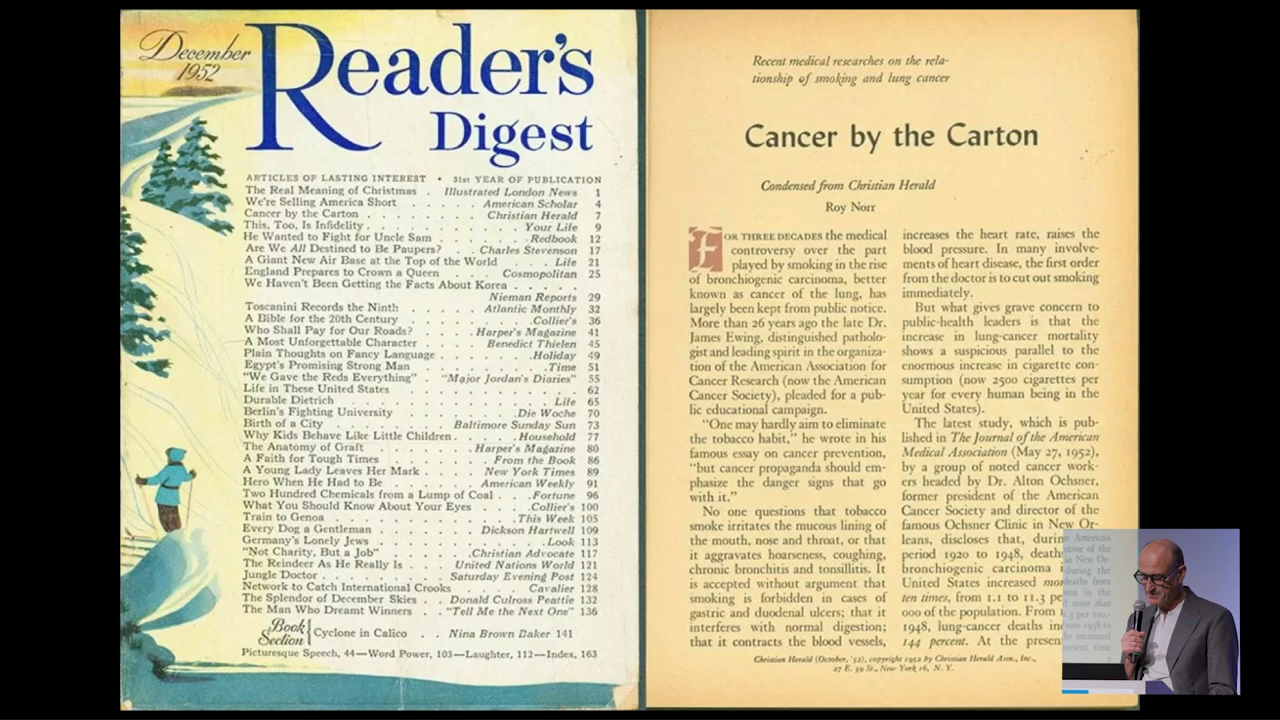 December
1952
Reader's
Digest
ARTICLES OF LASTING INTEREST • 31st YEAR OF PUBLICATION
The Real Meaning of Christmas . Illustrated London News 1
We're Selling America Short . . . . . . . American Scholar 4
Cancer by the Carton . . . . . . . . . Christian Herald 7
This, Too, Is Infidelity . . . . . . . . . . . . . Your Life 9
He Wanted to Fight for Uncle Sam . . . . . . . Redbook 12
Are We All Destined to Be Paupers? . Charles Stevenson 17
A Giant New Air Base at the Top of the World . . Life 21
England Prepares to Crown a Queen . . . . Cosmopolitan 25
We Haven't Been Getting the Facts About Korea . . . . . .
Nieman Reports 29
Toscanini Records the Ninth . . . . . . Atlantic Monthly 32
A Bible for the 20th Century . . . . . . . . . Collier's 36
Who Shall Pay for Our Roads? . . . . Harper's Magazine 41
A Most Unforgettable Character . . . . Benedict Thielen 45
Plain Thoughts on Fancy Language . . . . . . .Holiday 49
Egypt's Promising Strong Man . . . . . . . . . .Time 51
"We Gave the Reds Everything" . . "Major Jordan's Diaries" 55
Life in These United States . . . . . . . . . . . . . 62
Durable Dietrich . . . . . . . . . . . . . . . Life 65
Berlin's Fighting University . . . . . . . . .Die Woche 70
Birth of a City . . . . . . . . . . Baltimore Sunday Sun 73
Why Kids Behave Like Little Children . . . . .Household 77
The Anatomy of Graft . . . . . . . . Harper's Magazine 80
A Faith for Tough Times . . . . . . . From the Book 86
A Young Lady Leaves Her Mark . . . . . New York Times 89
Hero When He Had to Be . . . . . . . American Weekly 91
Two Hundred Chemicals from a Lump of Coal . . .Fortune 96
What You Should Know About Your Eyes . . . .Collier's 100
Train to Genoa . . . . . . . . . . . . . .This Week 105
Every Dog a Gentleman . . . . . . . . Dickson Hartwell 109
Germany's Lonely Jews . . . . . . . . . . . . .Look 113
"Not Charity, But a Job" . . . . . . .Christian Advocate 117
The Reindeer As He Really Is . . . United Nations World 121
Jungle Doctor . . . . . . . . . . Saturday Evening Post 124
Network to Catch International Crooks . . . . Cavalier 128
The Splendor of December Skies . . Donald Culross Peattie 132
The Man Who Dreamt Winners . . . "Tell Me the Next One" 136
Book
Section { Cyclone in Calico . . . Nina Brown Baker 141
Picturesque Speech, 44—Word Power, 103—Laughter, 112—Index, 163
Recent medical researches on the rela-
tionship of smoking and lung cancer
Cancer by the Carton
Condensed from Christian Herald
Roy Norr
FOR THREE DECADES the medical
controversy over the part
played by smoking in the rise
of bronchiogenic carcinoma, better
known as cancer of the lung, has
largely been kept from public notice.
More than 26 years ago the late Dr.
James Ewing, distinguished patholo-
gist and leading spirit in the organiza-
tion of the American Association for
Cancer Research (now the American
Cancer Society), pleaded for a pub-
lic educational campaign.
"One may hardly aim to eliminate
the tobacco habit," he wrote in his
famous essay on cancer prevention,
"but cancer propaganda should em-
phasize the danger signs that go
with it."
No one questions that tobacco
smoke irritates the mucous lining of
the mouth, nose and throat, or that
it aggravates hoarseness, coughing,
chronic bronchitis and tonsillitis. It
is accepted without argument that
smoking is forbidden in cases of
gastric and duodenal ulcers; that it
interferes with normal digestion;
that it contracts the blood vessels,
increases the heart rate, raises the
blood pressure. In many involve-
ments of heart disease, the first order
from the doctor is to cut out smoking
immediately.
But what gives grave concern to
public-health leaders is that the
increase in lung-cancer mortality
shows a suspicious parallel to the
enormous increase in cigarette con-
sumption (now 2500 cigarettes per
year for every human being in the
United States).
The latest study, which is pub-
lished in The Journal of the American
Medical Association (May 27, 1952),
by a group of noted cancer work-
ers headed by Dr. Alton Ochsner,
former president of the American
Cancer Society and director of the
famous Ochsner Clinic in New Or-
leans, discloses that, durin
period 1920 to 1948, deaths
bronchiogenic carcinoma i
United States increased mor
ten times, from 1.1 to 11.3 pe
000 of the population. From 1
1948, lung-cancer deaths in
144 percent. At the present
Christian Herald (October, '52), copyright 1952 by Christian Herald Assn., Inc.,
27 E. 39 St., New York 16, N. Y.